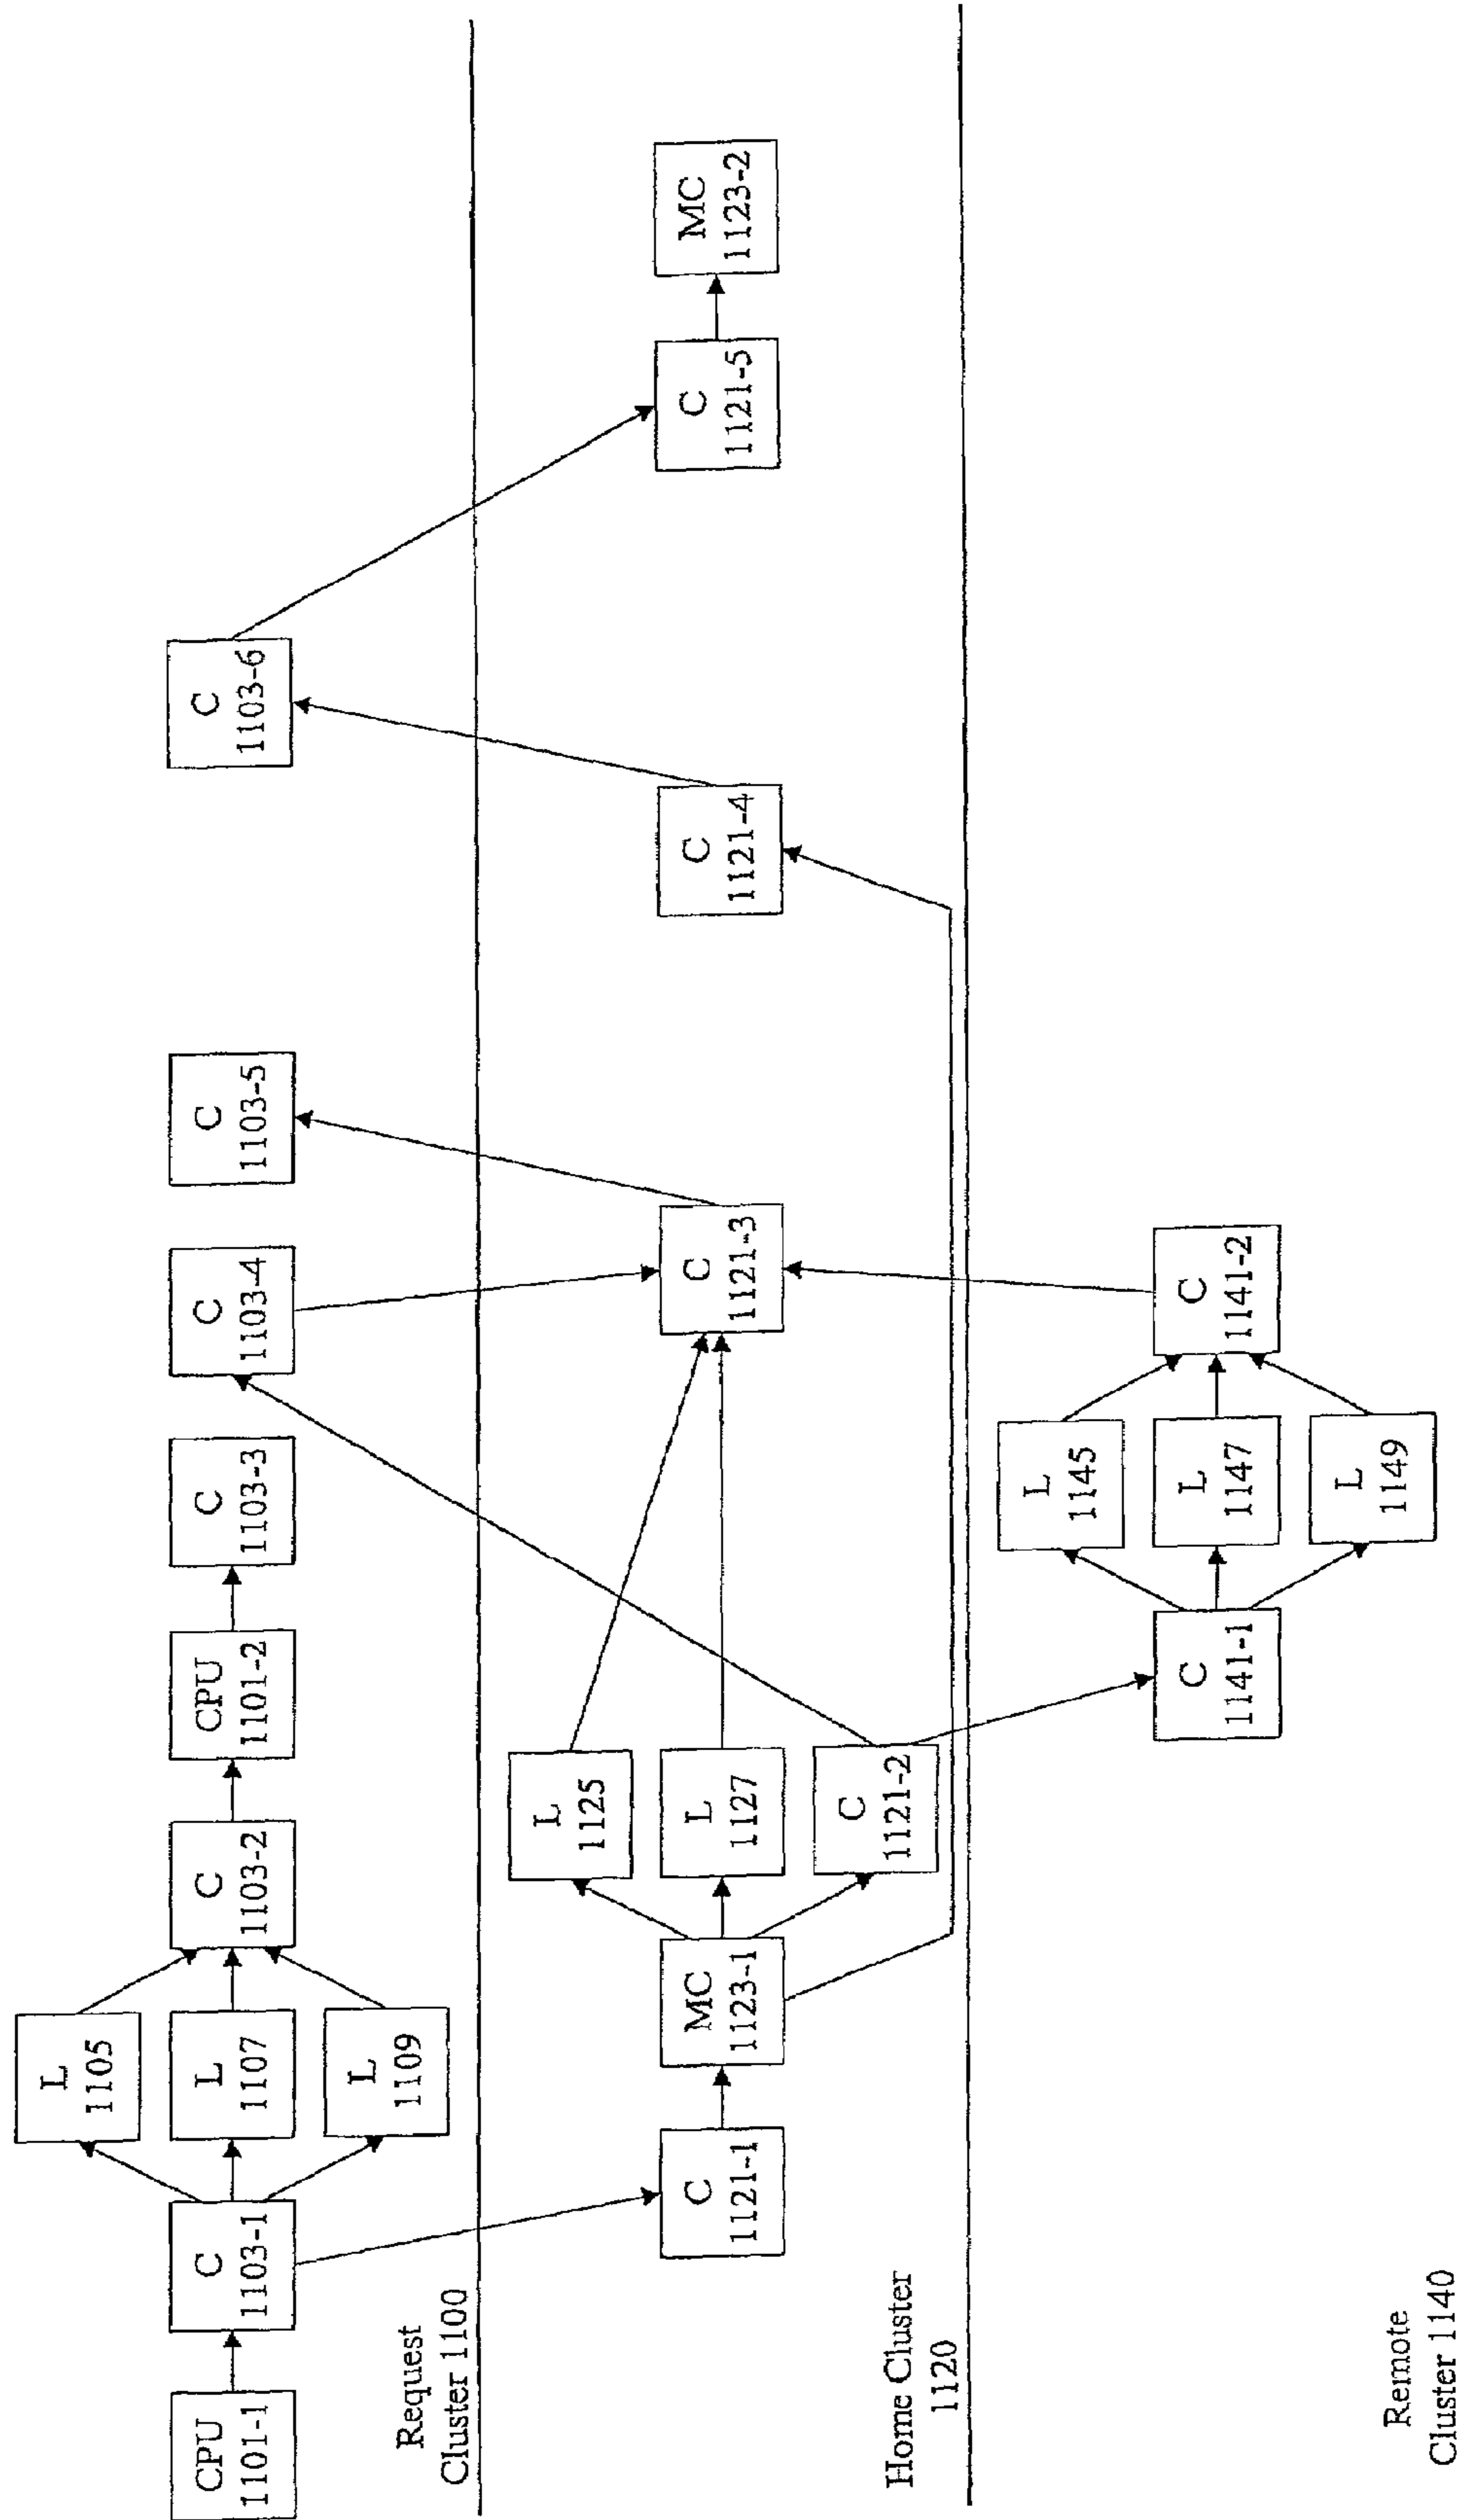 CPU
1101-1
C
1103-1
L
1105
L
1107
L
1109
C
1103-2
CPU
1101-2
C
1103-3
C
1103-4
C
1103-5
C
1103-6
Request
Cluster 1100
C
1121-1
MC
1123-1
L
1125
L
1127
C
1121-2
C
1121-3
C
1121-4
C
1121-5
MC
1123-2
Home Cluster
1120
C
1141-1
L
1145
L
1147
L
1149
C
1141-2
Remote
Cluster 1140